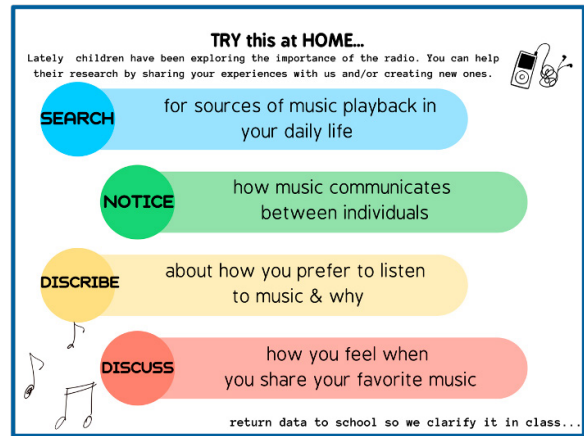 TRY this at HOME...
Lately children have been exploring the importance of the radio. You can help
their research by sharing your experiences with us and/or creating new ones.
SEARCH
for sources of music playback in
your daily life
NOTICE
how music communicates
between individuals
DISCRIBE
about how you prefer to listen
to music & why
DISCUSS
how you feel when
you share your favorite music
return data to school so we clarify it in class...